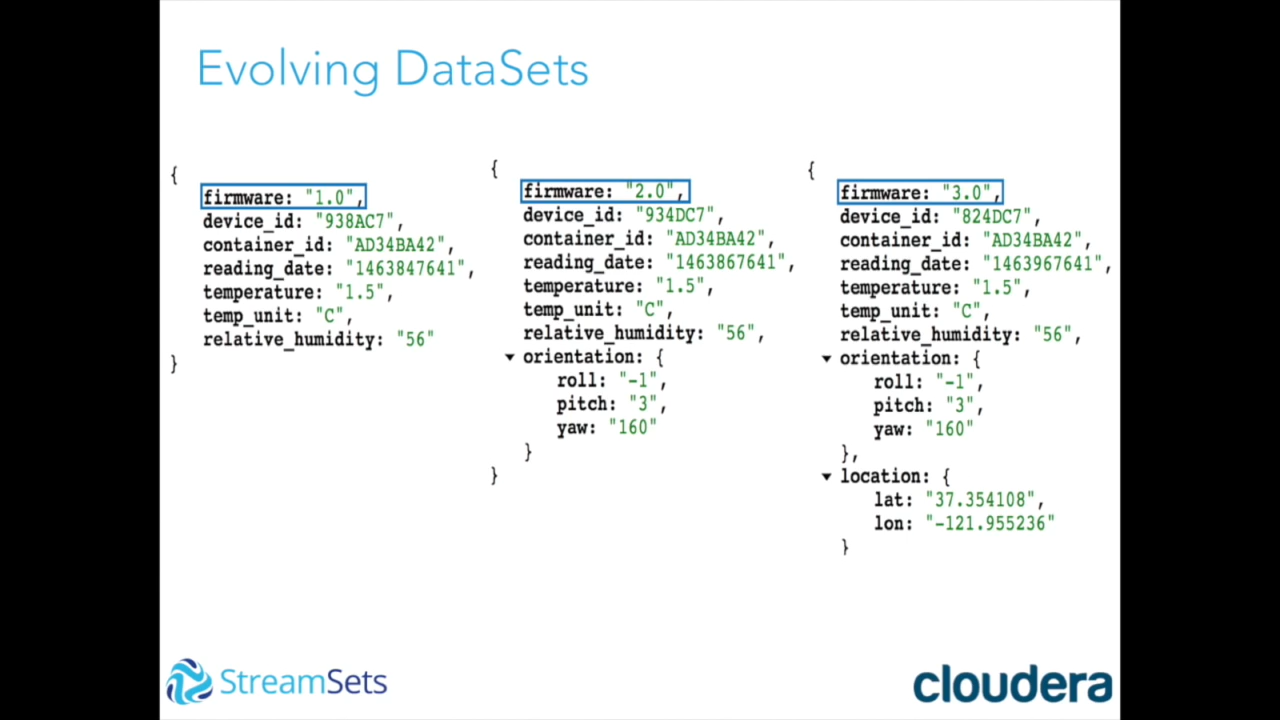 Evolving DataSets
{
firmware: "1.0",
device_id: "938AC7",
container_id: "AD34BA42",
reading_date: "1463847641",
temperature: "1.5",
temp_unit: "C",
relative_humidity: "56"
}
{
firmware: "2.0",
device_id: "934DC7",
container_id: "AD34BA42",
reading_date: "1463867641",
temperature: "1.5",
temp_unit: "C",
relative_humidity: "56",
orientation: {
roll: "-1",
pitch: "3",
yaw: "160"
}
}
{
firmware: "3.0",
device_id: "824DC7",
container_id: "AD34BA42",
reading_date: "1463967641",
temperature: "1.5",
temp_unit: "C",
relative_humidity: "56",
orientation: {
roll: "-1",
pitch: "3",
yaw: "160"
},
location: {
lat: "37.354108",
lon: "-121.955236"
}
StreamSets
cloudera